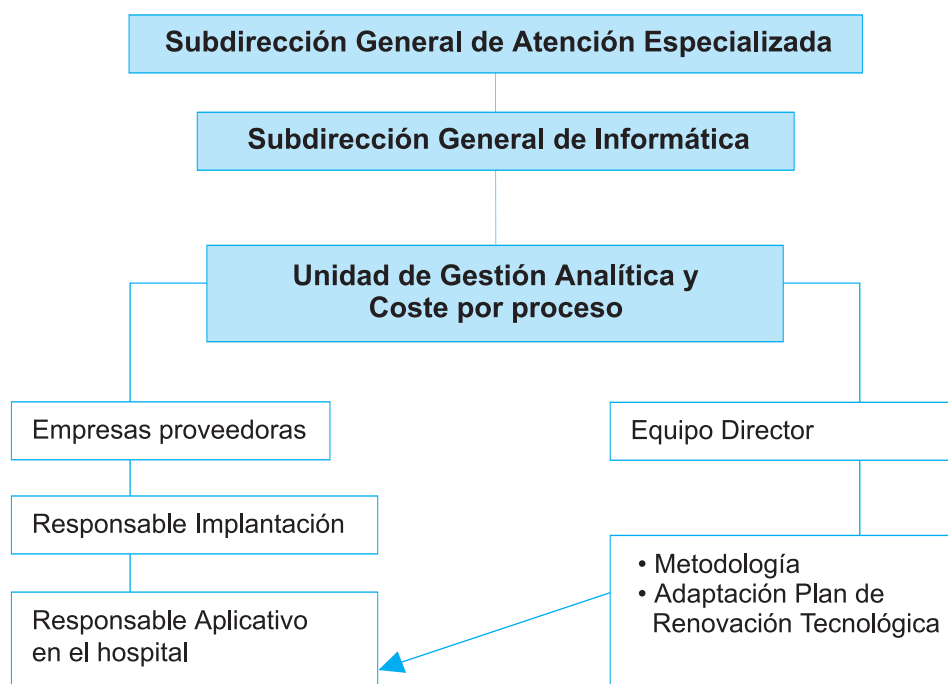 Subdirección General de Atención Especializada
Subdirección General de Informática
Unidad de Gestión Analítica y
Coste por proceso
Empresas proveedoras
Responsable Implantación
Responsable Aplicativo
en el hospital
Equipo Director
• Metodología
• Adaptación Plan de
Renovación Tecnológica